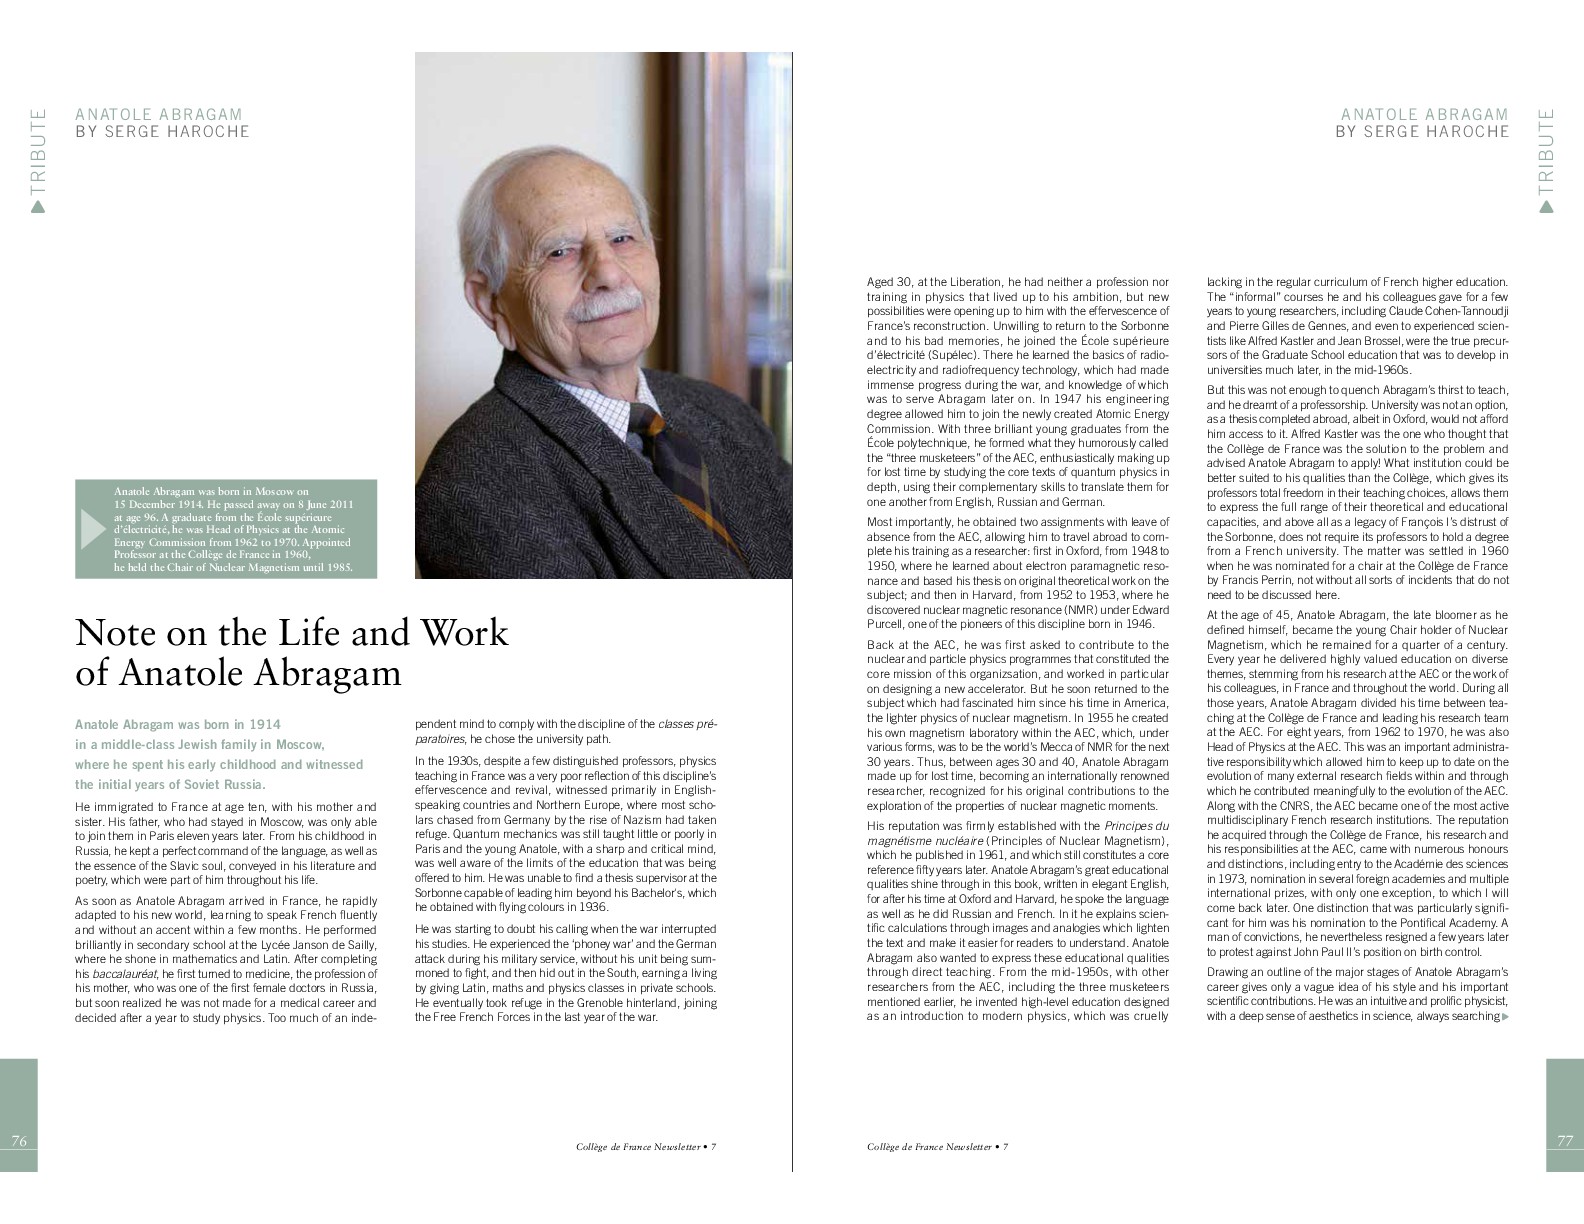 TRIBUTE
ANATOLE ABRAGAM
BY SERGE HAROCHE
Anatole Abragam was born in Moscow on
15 December 1914. He passed away on 8 June 2011
at age 96. A graduate from the École supérieure
d'électricité, he was Head of Physics at the Atomic
Energy Commission from 1962 to 1970. Appointed
Professor at the Collège de France in 1960,
he held the Chair of Nuclear Magnetism until 1985.
Note on the Life and Work
of Anatole Abragam
Anatole Abragam was born in 1914
in a middle-class Jewish family in Moscow,
where he spent his early childhood and witnessed
the initial years of Soviet Russia.
He immigrated to France at age ten, with his mother and
sister. His father, who had stayed in Moscow, was only able
to join them in Paris eleven years later. From his childhood in
Russia, he kept a perfect command of the language, as well as
the essence of the Slavic soul, conveyed in his literature and
poetry, which were part of him throughout his life.
As soon as Anatole Abragam arrived in France, he rapidly
adapted to his new world, learning to speak French fluently
and without an accent within a few months. He performed
brilliantly in secondary school at the Lycée Janson de Sailly,
where he shone in mathematics and Latin. After completing
his baccalauréat, he first turned to medicine, the profession of
his mother, who was one of the first female doctors in Russia,
but soon realized he was not made for a medical career and
decided after a year to study physics. Too much of an inde-
pendent mind to comply with the discipline of the classes pré-
paratoires, he chose the university path.
In the 1930s, despite a few distinguished professors, physics
teaching in France was a very poor reflection of this discipline's
effervescence and revival, witnessed primarily in English-
speaking countries and Northern Europe, where most scho-
lars chased from Germany by the rise of Nazism had taken
refuge. Quantum mechanics was still taught little or poorly in
Paris and the young Anatole, with a sharp and critical mind,
was well aware of the limits of the education that was being
offered to him. He was unable to find a thesis supervisor at the
Sorbonne capable of leading him beyond his Bachelor's, which
he obtained with flying colours in 1936.
He was starting to doubt his calling when the war interrupted
his studies. He experienced the 'phoney war' and the German
attack during his military service, without his unit being sum-
moned to fight, and then hid out in the South, earning a living
by giving Latin, maths and physics classes in private schools.
He eventually took refuge in the Grenoble hinterland, joining
the Free French Forces in the last year of the war.
76
Collège de France Newsletter • 7
ANATOLE ABRAGAM
BY SERGE HAROCHE
TRIBUTE
Aged 30, at the Liberation, he had neither a profession nor
training in physics that lived up to his ambition, but new
possibilities were opening up to him with the effervescence of
France's reconstruction. Unwilling to return to the Sorbonne
and to his bad memories, he joined the École supérieure
d'électricité (Supélec). There he learned the basics of radio-
electricity and radiofrequency technology, which had made
immense progress during the war, and knowledge of which
was to serve Abragam later on. In 1947 his engineering
degree allowed him to join the newly created Atomic Energy
Commission. With three brilliant young graduates from the
École polytechnique, he formed what they humorously called
the "three musketeers" of the AEC, enthusiastically making up
for lost time by studying the core texts of quantum physics in
depth, using their complementary skills to translate them for
one another from English, Russian and German.
Most importantly, he obtained two assignments with leave of
absence from the AEC, allowing him to travel abroad to com-
plete his training as a researcher: first in Oxford, from 1948 to
1950, where he learned about electron paramagnetic reso-
nance and based his thesis on original theoretical work on the
subject; and then in Harvard, from 1952 to 1953, where he
discovered nuclear magnetic resonance (NMR) under Edward
Purcell, one of the pioneers of this discipline born in 1946.
Back at the AEC, he was first asked to contribute to the
nuclear and particle physics programmes that constituted the
core mission of this organizsation, and worked in particular
on designing a new accelerator. But he soon returned to the
subject which had fascinated him since his time in America,
the lighter physics of nuclear magnetism. In 1955 he created
his own magnetism laboratory within the AEC, which, under
various forms, was to be the world's Mecca of NMR for the next
30 years. Thus, between ages 30 and 40, Anatole Abragam
made up for lost time, becoming an internationally renowned
researcher, recognized for his original contributions to the
exploration of the properties of nuclear magnetic moments.
His reputation was firmly established with the Principes du
magnétisme nucléaire (Principles of Nuclear Magnetism),
which he published in 1961, and which still constitutes a core
reference fifty years later. Anatole Abragam's great educational
qualities shine through in this book, written in elegant English,
for after his time at Oxford and Harvard, he spoke the language
as well as he did Russian and French. In it he explains scien-
tific calculations through images and analogies which lighten
the text and make it easier for readers to understand. Anatole
Abragam also wanted to express these educational qualities
through direct teaching. From the mid-1950s, with other
researchers from the AEC, including the three musketeers
mentioned earlier, he invented high-level education designed
as an introduction to modern physics, which was cruelly
lacking in the regular curriculum of French higher education.
The "informal" courses he and his colleagues gave for a few
years to young researchers, including Claude Cohen-Tannoudji
and Pierre Gilles de Gennes, and even to experienced scien-
tists like Alfred Kastler and Jean Brossel, were the true precur-
sors of the Graduate School education that was to develop in
universities much later, in the mid-1960s.
But this was not enough to quench Abragam's thirst to teach,
and he dreamt of a professorship. University was not an option,
as a thesis completed abroad, albeit in Oxford, would not afford
him access to it. Alfred Kastler was the one who thought that
the Collège de France was the solution to the problem and
advised Anatole Abragam to apply! What institution could be
better suited to his qualities than the Collège, which gives its
professors total freedom in their teaching choices, allows them
to express the full range of their theoretical and educational
capacities, and above all as a legacy of François I's distrust of
the Sorbonne, does not require its professors to hold a degree
from a French university. The matter was settled in 1960
when he was nominated for a chair at the Collège de France
by Francis Perrin, not without all sorts of incidents that do not
need to be discussed here.
At the age of 45, Anatole Abragam, the late bloomer as he
defined himself, became the young Chair holder of Nuclear
Magnetism, which he remained for a quarter of a century.
Every year he delivered highly valued education on diverse
themes, stemming from his research at the AEC or the work of
his colleagues, in France and throughout the world. During all
those years, Anatole Abragam divided his time between tea-
ching at the Collège de France and leading his research team
at the AEC. For eight years, from 1962 to 1970, he was also
Head of Physics at the AEC. This was an important administra-
tive responsibility which allowed him to keep up to date on the
evolution of many external research fields within and through
which he contributed meaningfully to the evolution of the AEC.
Along with the CNRS, the AEC became one of the most active
multidisciplinary French research institutions. The reputation
he acquired through the Collège de France, his research and
his responsibilities at the AEC, came with numerous honours
and distinctions, including entry to the Académie des sciences
in 1973, nomination in several foreign academies and multiple
international prizes, with only one exception, to which I will
come back later. One distinction that was particularly signifi-
cant for him was his nomination to the Pontifical Academy. A
man of convictions, he nevertheless resigned a few years later
to protest against John Paul II's position on birth control.
Drawing an outline of the major stages of Anatole Abragam's
career gives only a vague idea of his style and his important
scientific contributions. He was an intuitive and prolific physicist,
with a deep sense of aesthetics in science, always searching
Collège de France Newsletter • 7
77